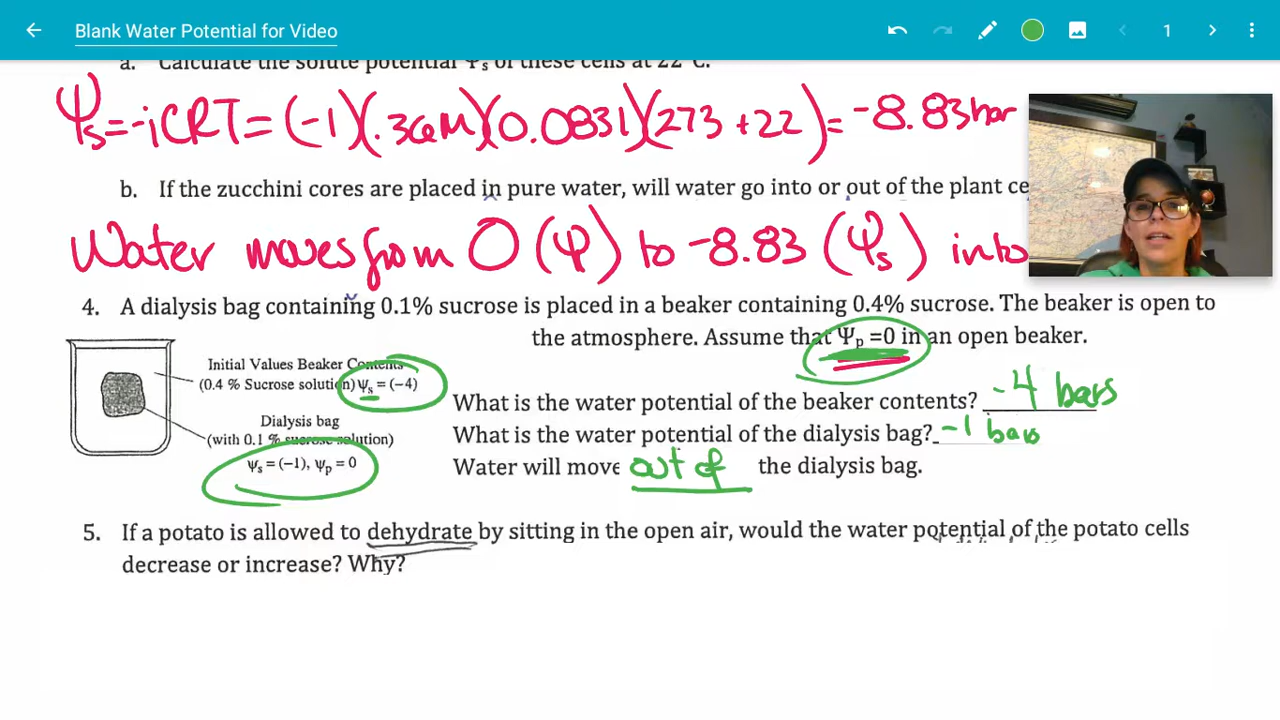 Blank Water Potential for Video
1
a. Calculate the solute potential Ψs of these cells at 22°C.
Ψs = -iCRT = (-1)(.36M)(0.0831)(273 + 22) = -8.83 bar
b. If the zucchini cores are placed in pure water, will water go into or out of the plant ce
Water moves from 0 (Ψ) to -8.83 (Ψs) into
4. A dialysis bag containing 0.1% sucrose is placed in a beaker containing 0.4% sucrose. The beaker is open to
the atmosphere. Assume that Ψp =0 in an open beaker.
Initial Values Beaker Contents
(0.4 % Sucrose solution) Ψs = (-4)
Dialysis bag
(with 0.1 % sucrose solution)
Ψs = (-1), Ψp = 0
What is the water potential of the beaker contents? -4 bars
What is the water potential of the dialysis bag? -1 bars
Water will move out of the dialysis bag.
5. If a potato is allowed to dehydrate by sitting in the open air, would the water potential of the potato cells
decrease or increase? Why?